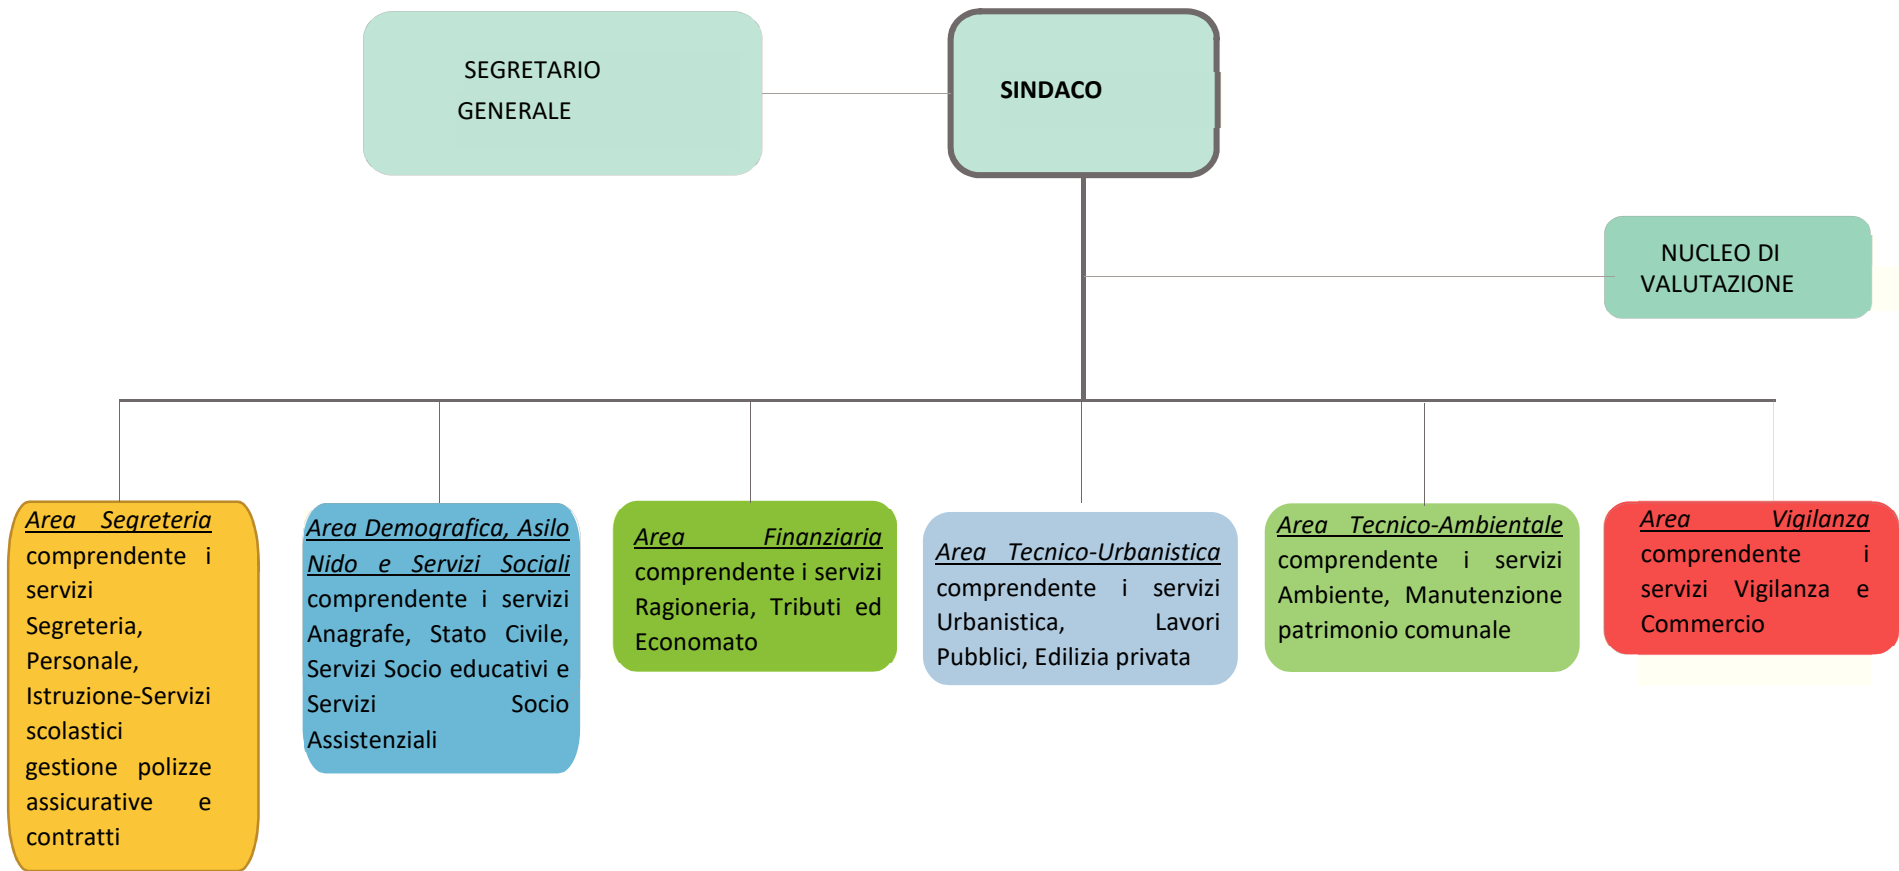 SEGRETARIO
GENERALE
SINDACO
NUCLEO DI
VALUTAZIONE
Area Segreteria
comprendente i
servizi
Segreteria,
Personale,
Istruzione-Servizi
scolastici
gestione polizze
assicurative e
contratti
Area Demografica, Asilo
Nido e Servizi Sociali
comprendente i servizi
Anagrafe, Stato Civile,
Servizi Socio educativi e
Servizi Socio
Assistenziali
Area Finanziaria
comprendente i servizi
Ragioneria, Tributi ed
Economato
Area Tecnico-Urbanistica
comprendente i servizi
Urbanistica, Lavori
Pubblici, Edilizia privata
Area Tecnico-Ambientale
comprendente i servizi
Ambiente, Manutenzione
patrimonio comunale
Area Vigilanza
comprendente i
servizi Vigilanza e
Commercio